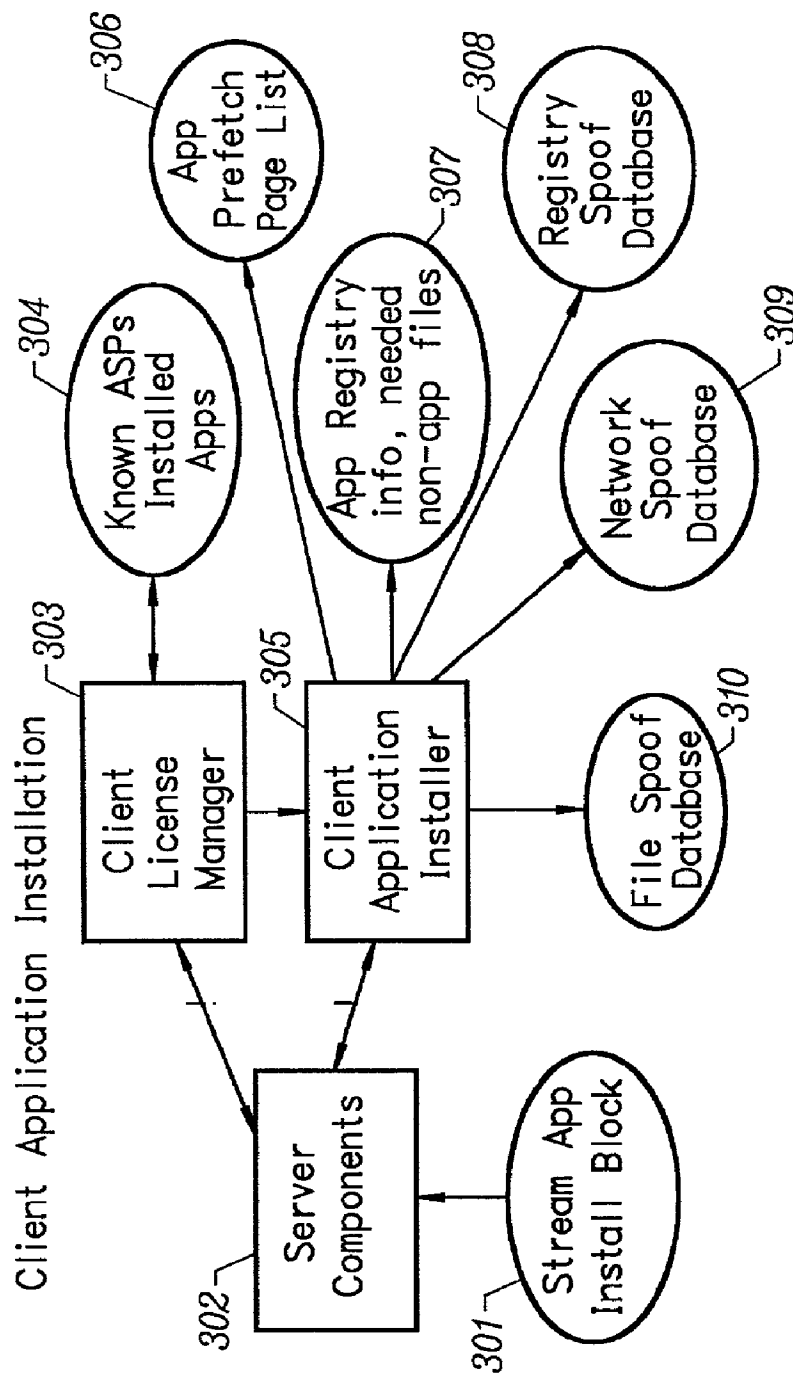 Client Application Installation
301
Stream App
Install Block
302
Server
Components
303
Client
License
Manager
304
Known ASPs
Installed
Apps
305
Client
Application
Installer
306
App
Prefetch
Page List
307
App Registry
info, needed
non-app files
308
Registry
Spoof
Database
309
Network
Spoof
Database
310
File Spoof
Database